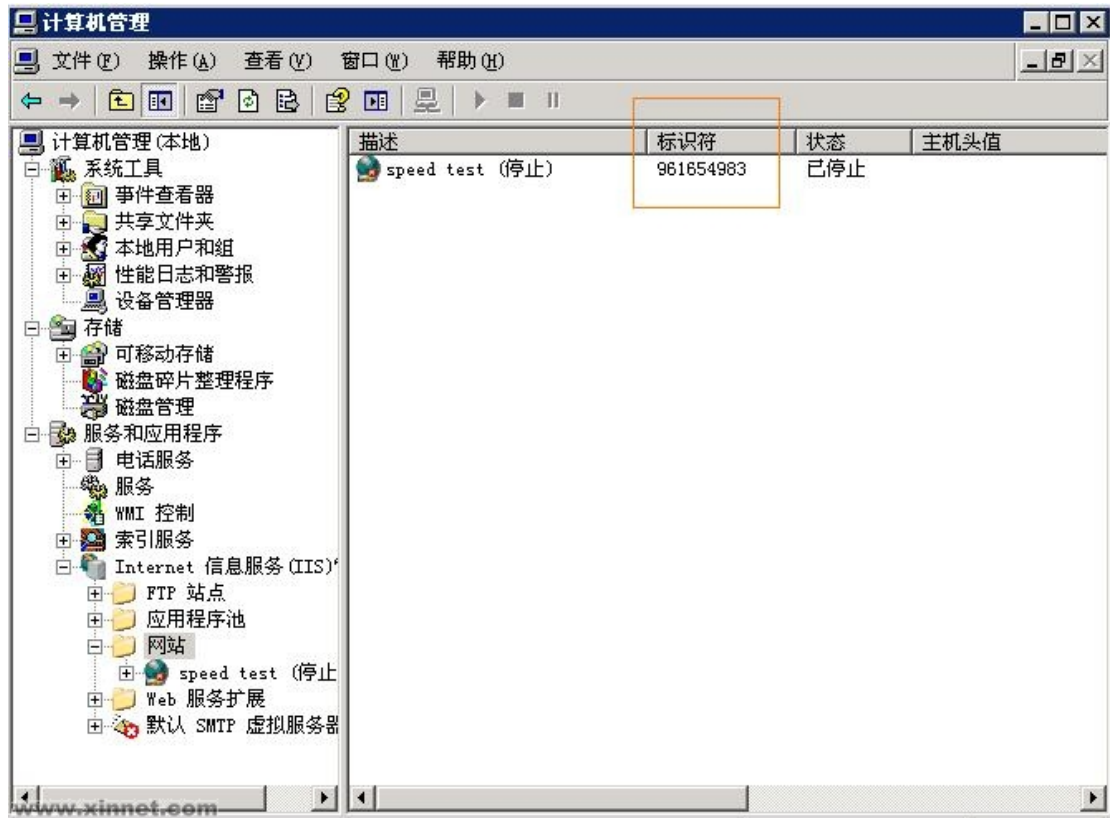 计算机管理
文件(F) 操作(A) 查看(V) 窗口(W) 帮助(H)
计算机管理(本地)
系统工具
事件查看器
共享文件夹
本地用户和组
性能日志和警报
设备管理器
存储
可移动存储
磁盘碎片整理程序
磁盘管理
服务和应用程序
电话服务
服务
WMI 控制
索引服务
Internet 信息服务(IIS)
FTP 站点
应用程序池
网站
speed test (停止
Web 服务扩展
默认 SMTP 虚拟服务器
描述 标识符 状态 主机头值
speed test (停止) 961654983 已停止
www.xinnet.com